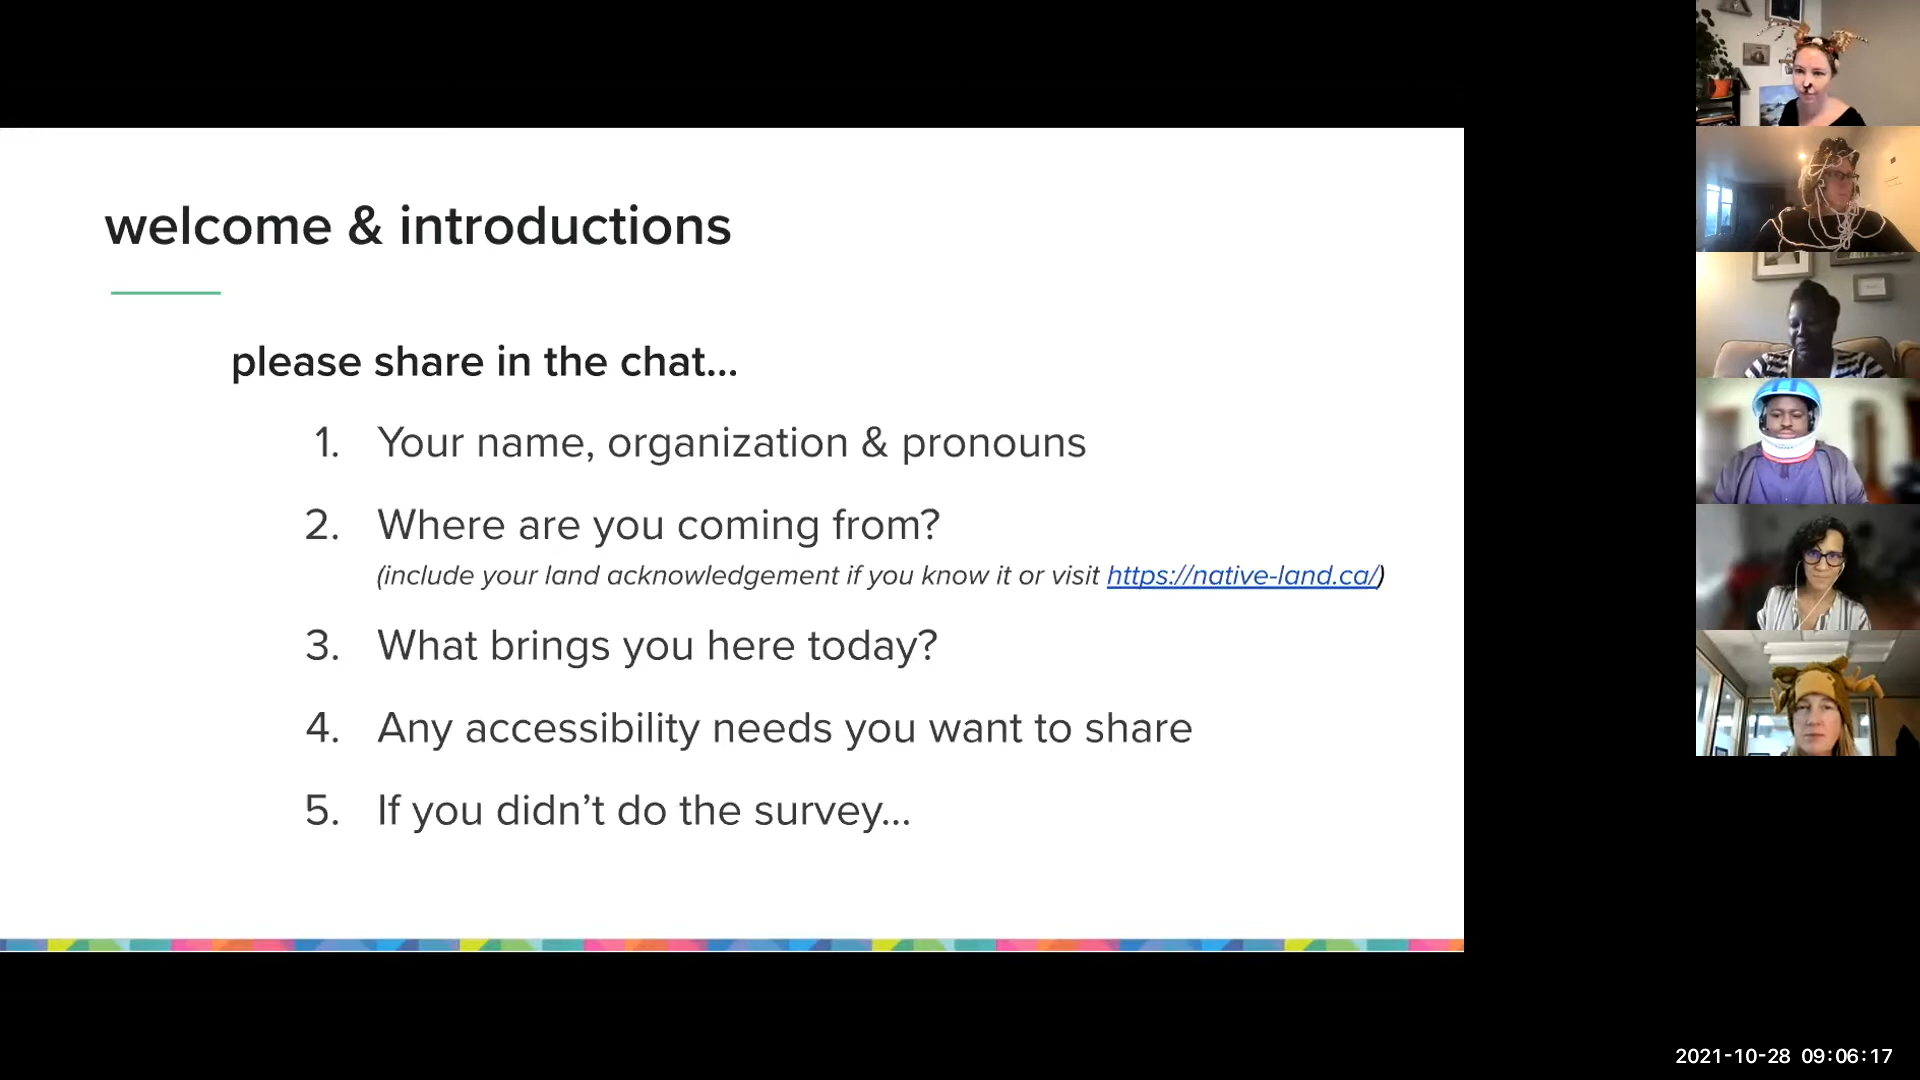 welcome & introductions
please share in the chat...
1. Your name, organization & pronouns
2. Where are you coming from?
(include your land acknowledgement if you know it or visit https://native-land.ca/)
3. What brings you here today?
4. Any accessibility needs you want to share
5. If you didn’t do the survey...
2021-10-28 09:06:17